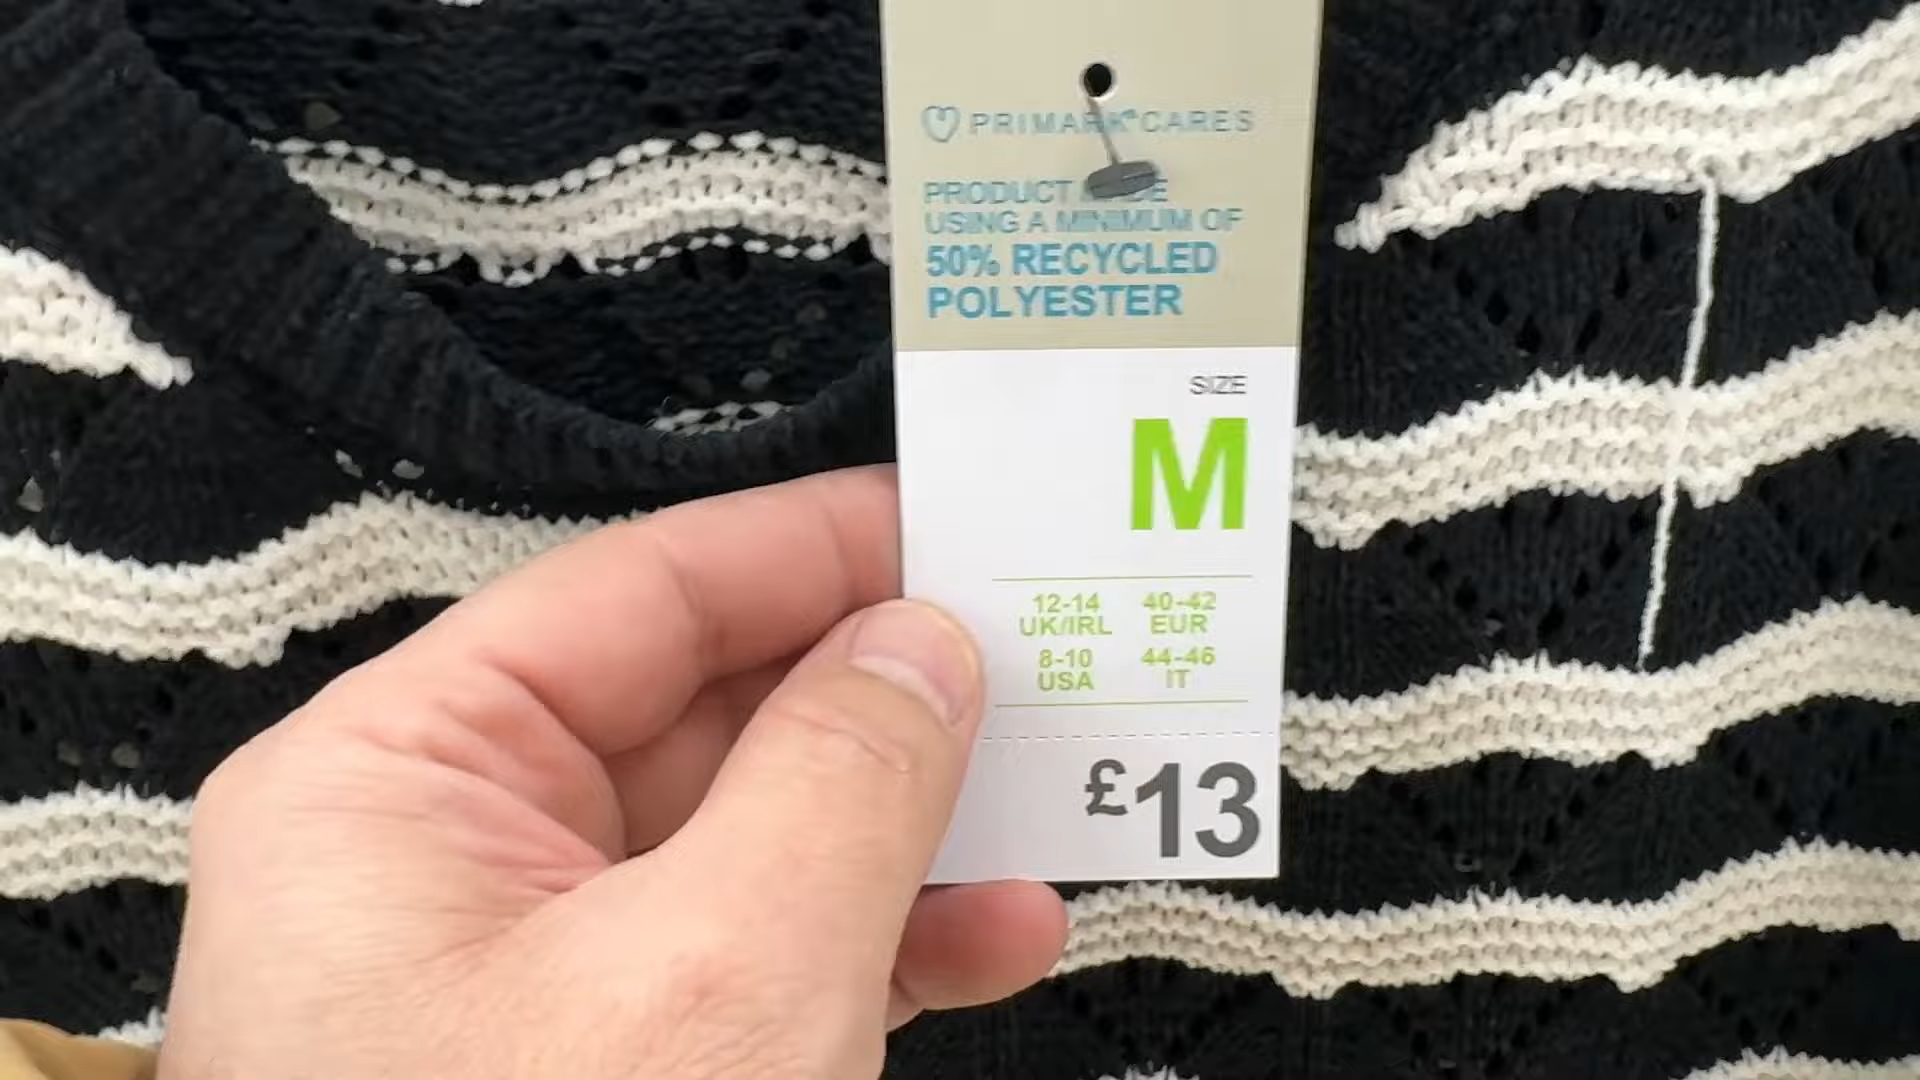 PRIMARK CARES
PRODUCT MADE
USING A MINIMUM OF
50% RECYCLED
POLYESTER
SIZE
M
12-14 40-42
UK/IRL EUR
8-10 44-46
USA IT
£13